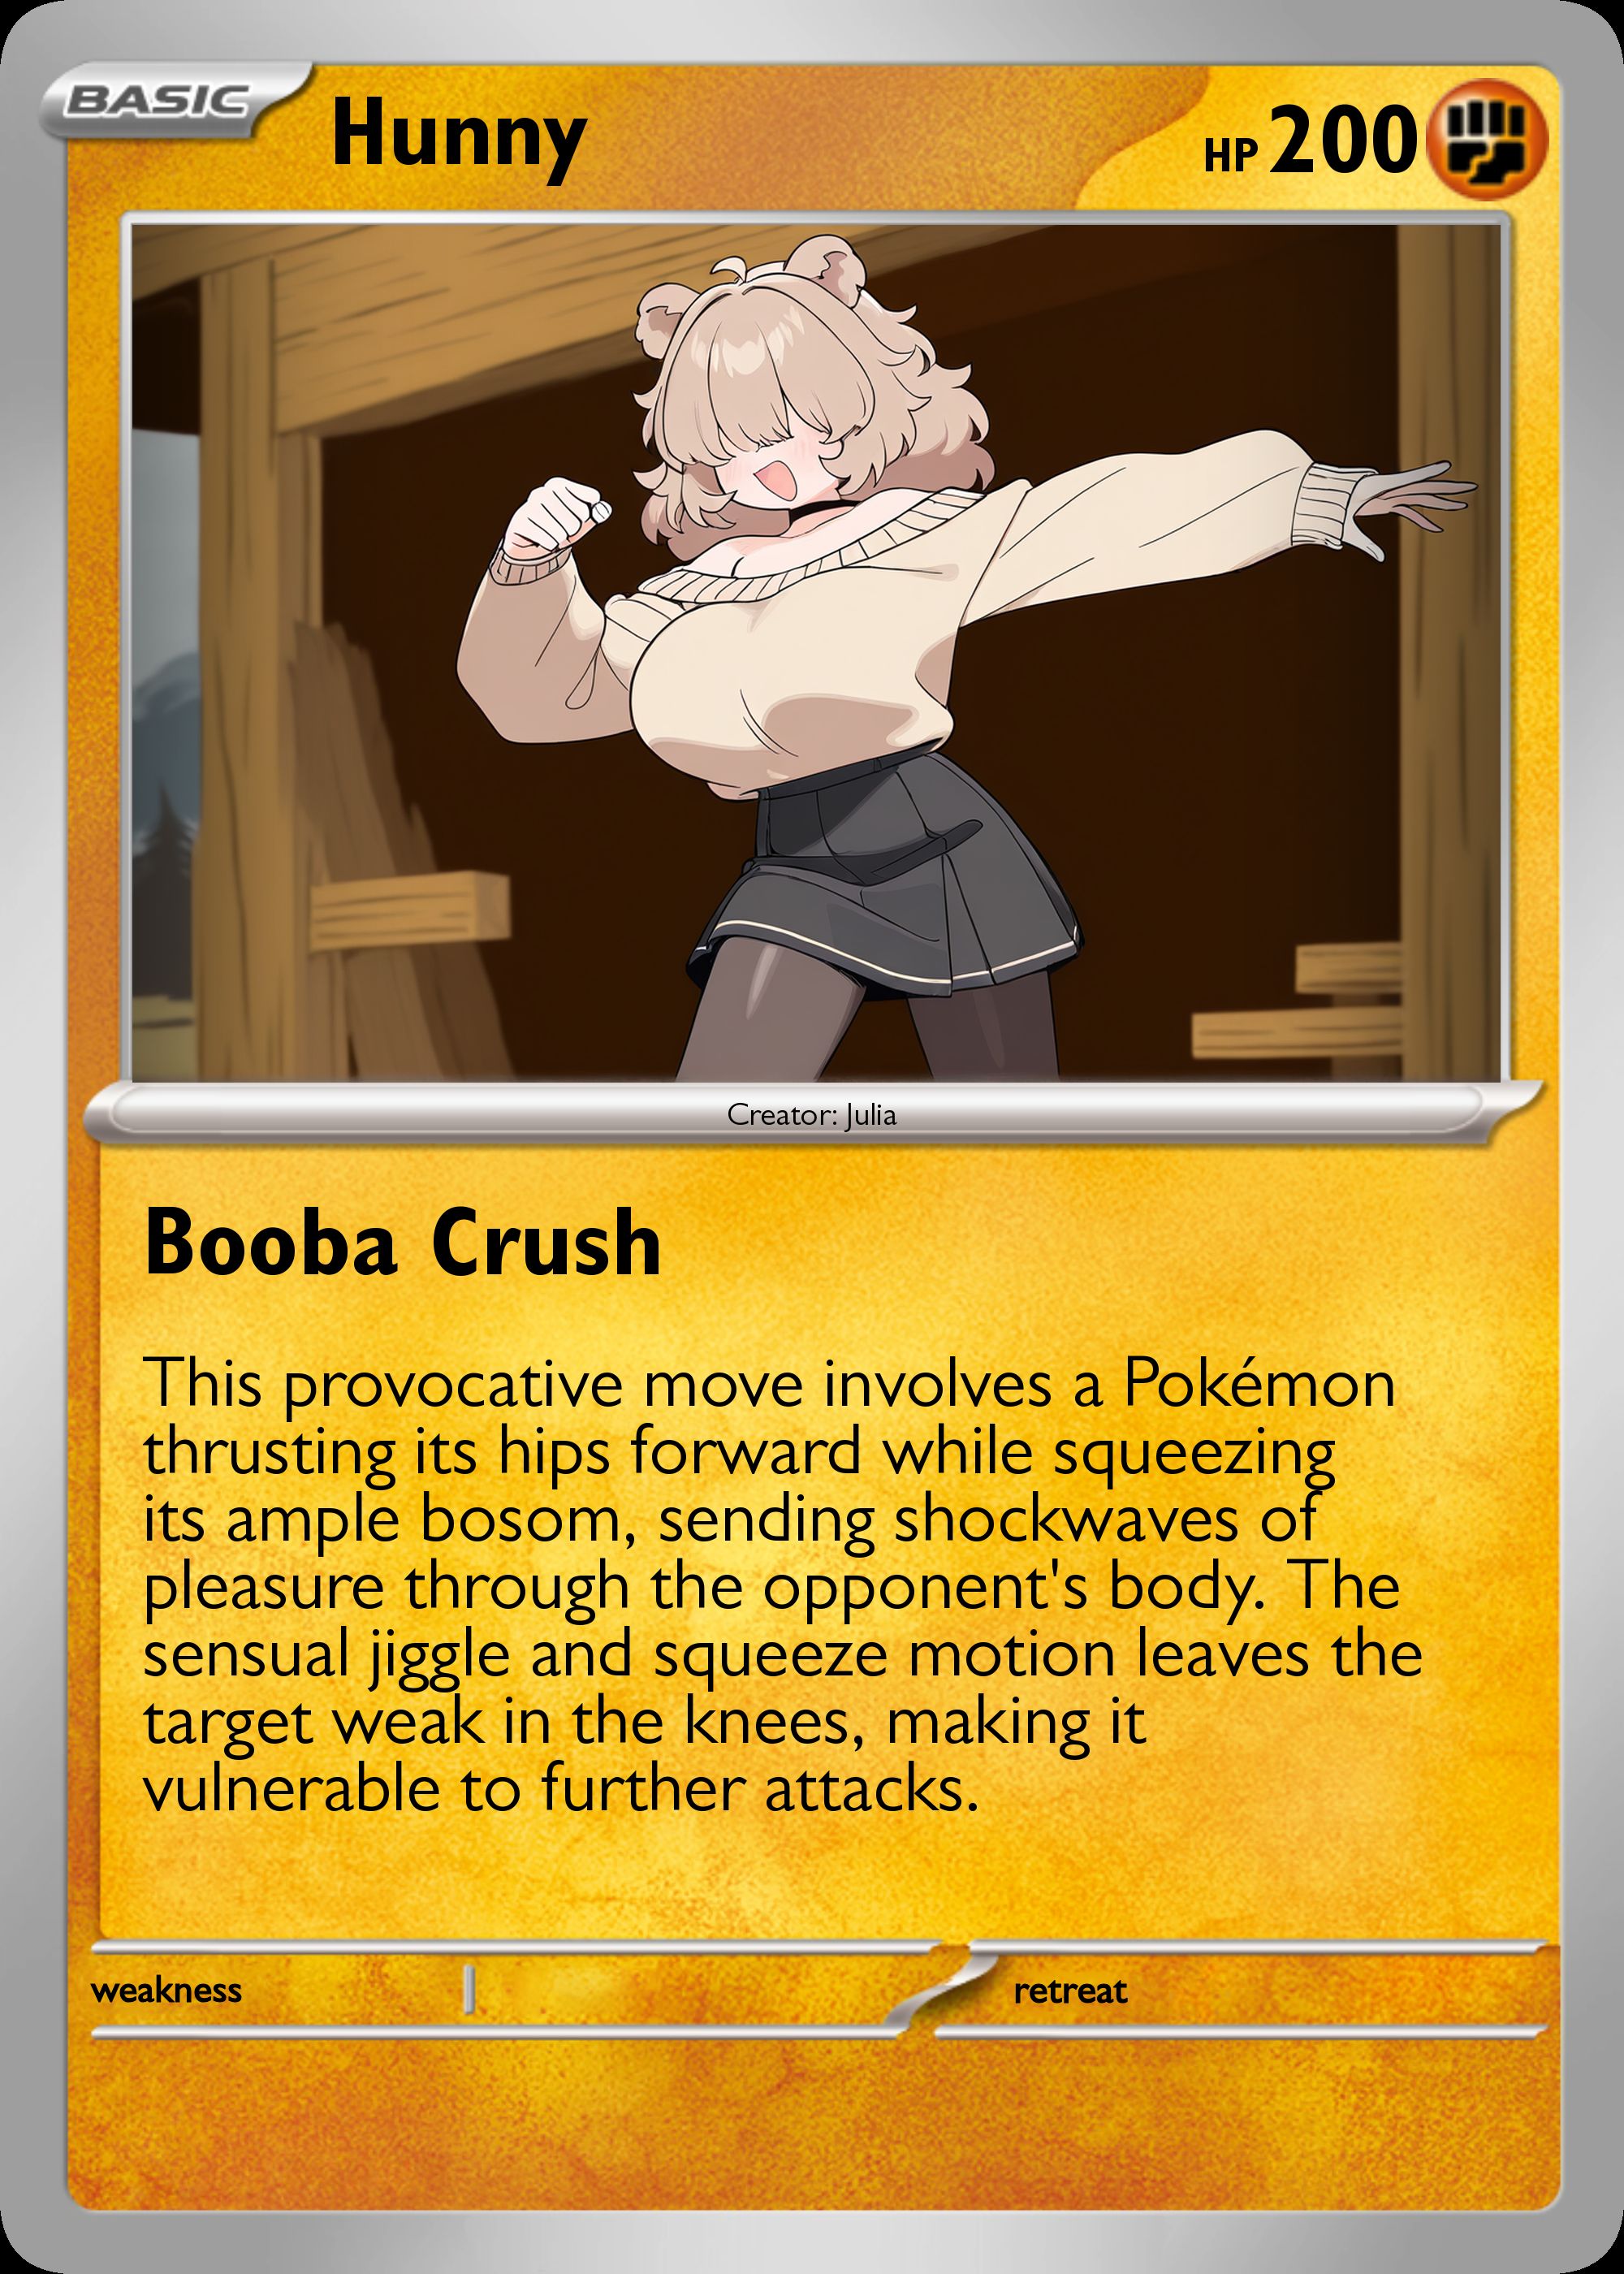 BASIC
Hunny
HP 200
Creator: Julia
Booba Crush
This provocative move involves a Pokémon
thrusting its hips forward while squeezing
its ample bosom, sending shockwaves of
pleasure through the opponent's body. The
sensual jiggle and squeeze motion leaves the
target weak in the knees, making it
vulnerable to further attacks.
weakness
retreat